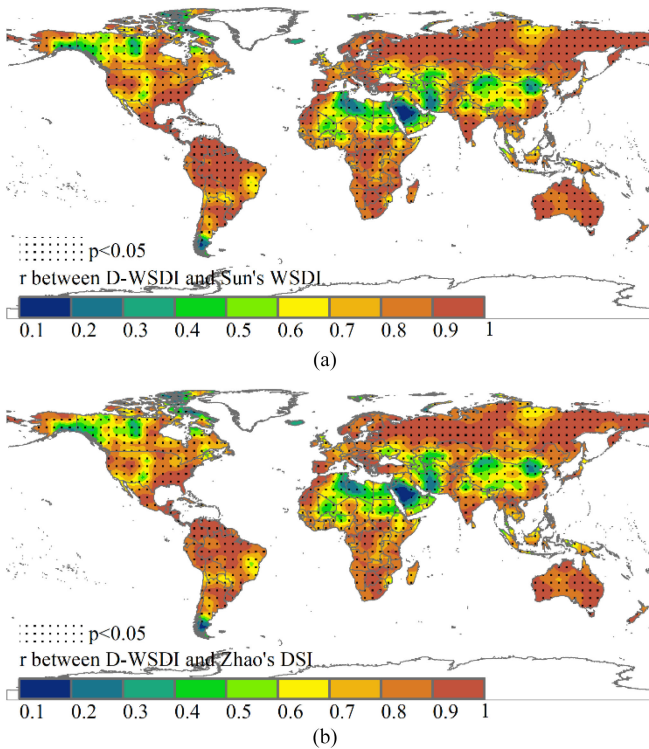 p<0.05
r between D-WSDI and Sun's WSDI
0.1 0.2 0.3 0.4 0.5 0.6 0.7 0.8 0.9 1
(a)
p<0.05
r between D-WSDI and Zhao's DSI
0.1 0.2 0.3 0.4 0.5 0.6 0.7 0.8 0.9 1
(b)